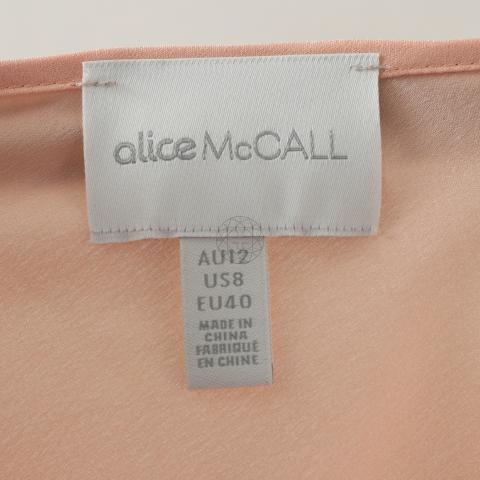 alice McCALL
AU12
US8
EU40
MADE IN
CHINA
FABRIQUÉ
EN CHINE